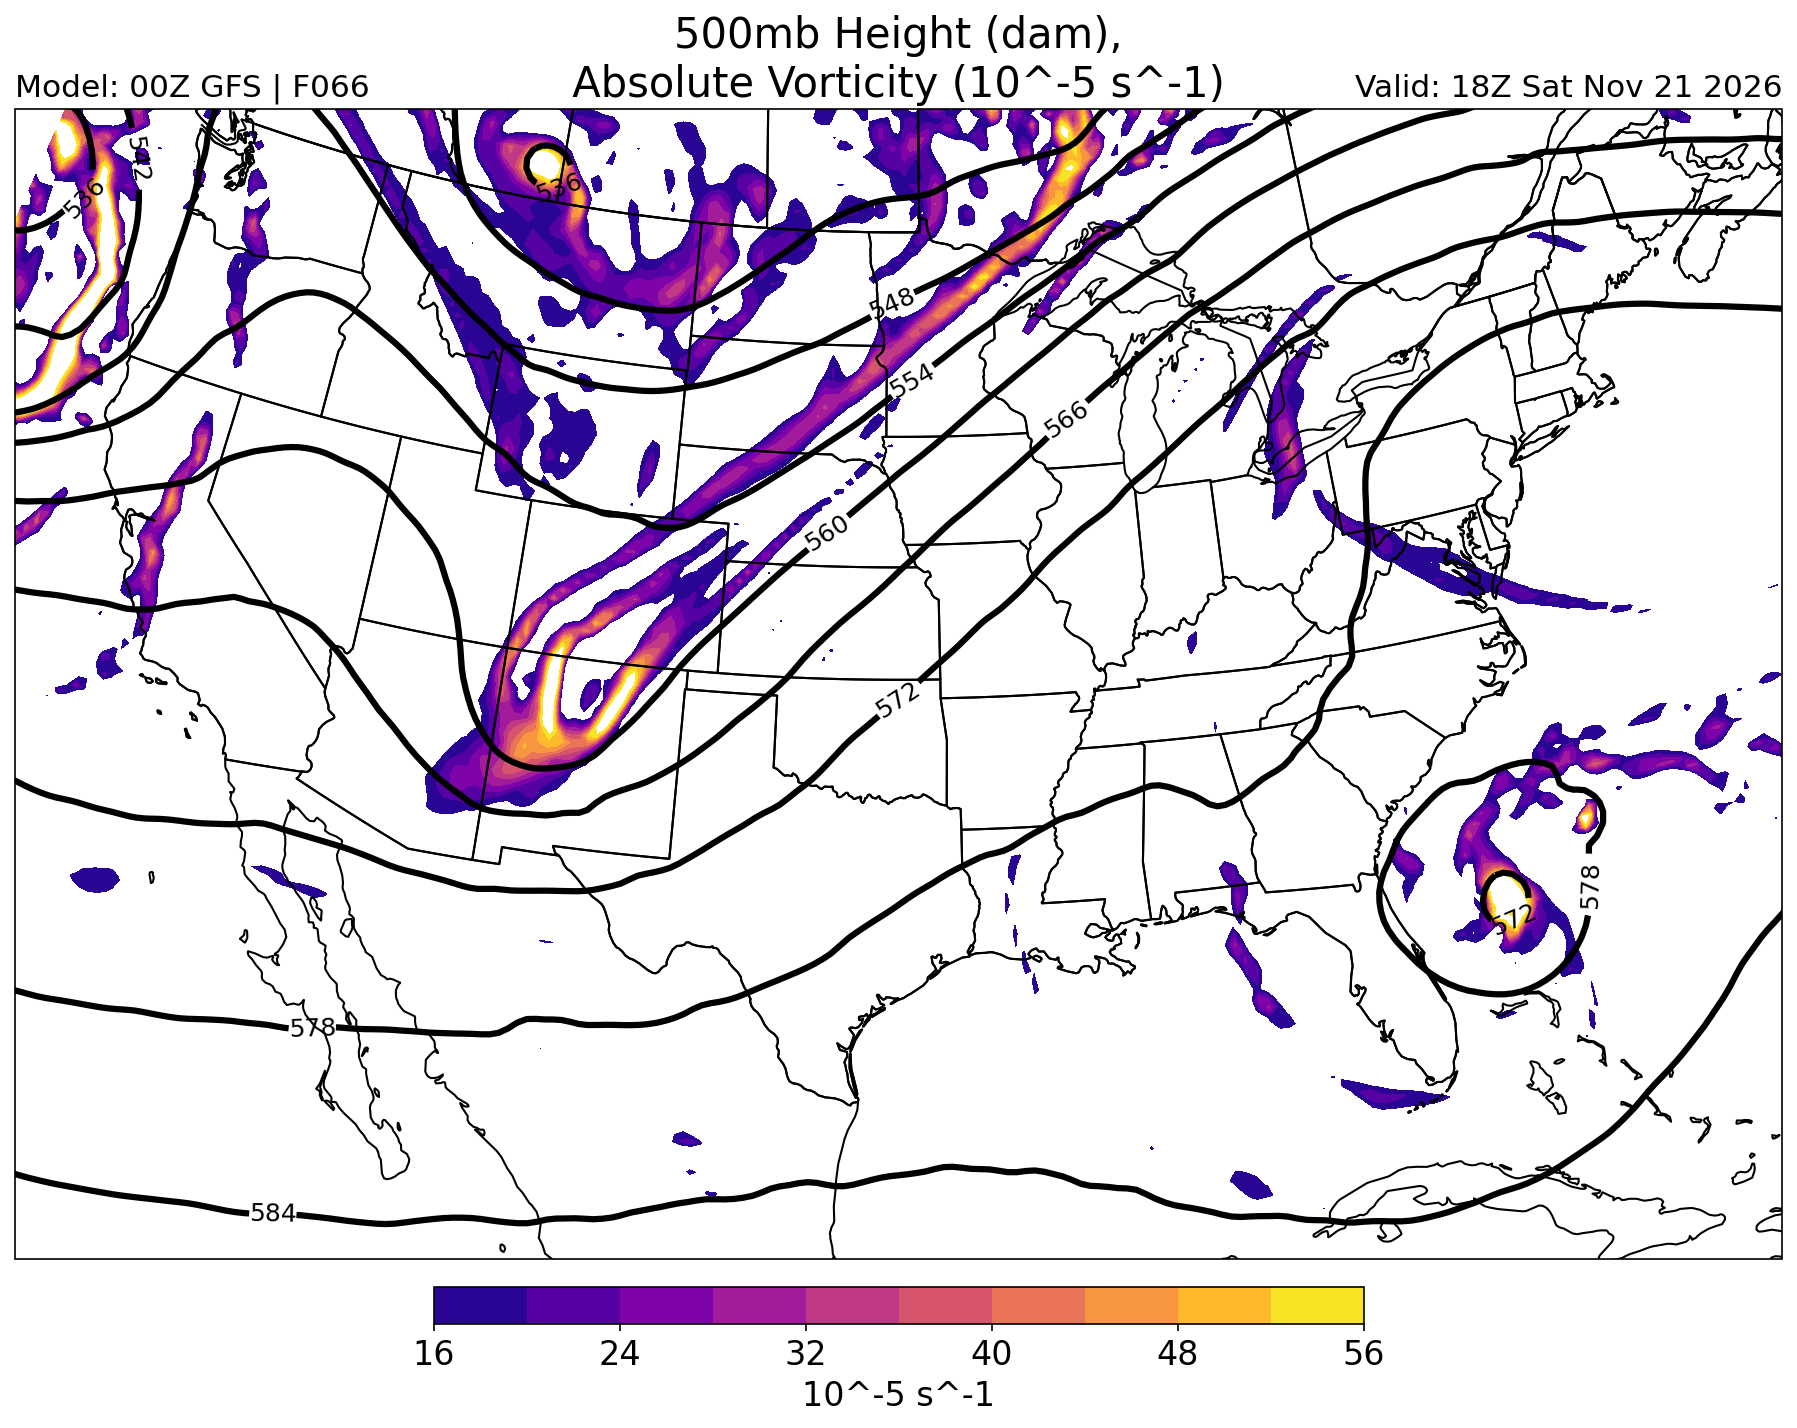 500mb Height (dam),
Absolute Vorticity (10^-5 s^-1)
Model: 00Z GFS | F066
Valid: 18Z Sat Nov 21 2026
542
536
536
548
554
566
560
572
578
572
578
584
16 24 32 40 48 56
10^-5 s^-1